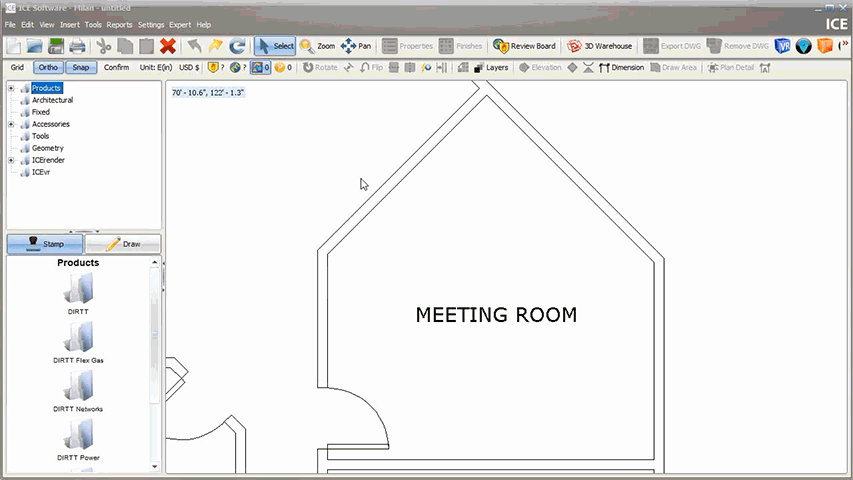 ICE Software - Milan - untitled
File Edit View Insert Tools Reports Settings Expert Help
ICE
Select Zoom Pan Properties Finishes Review Board 3D Warehouse Export DWG Remove DWG
Grid Ortho Snap Confirm Unit: E(in) USD $ ? ? 0 0 Rotate Flip Layers Elevation Dimension Draw Area Plan Detail
Products
Architectural
Fixed
Accessories
Tools
Geometry
ICErender
ICEvr
70' - 10.6", 122' - 1.3"
Stamp Draw
Products
DIRTT
DIRTT Flex Gas
DIRTT Networks
DIRTT Power
MEETING ROOM